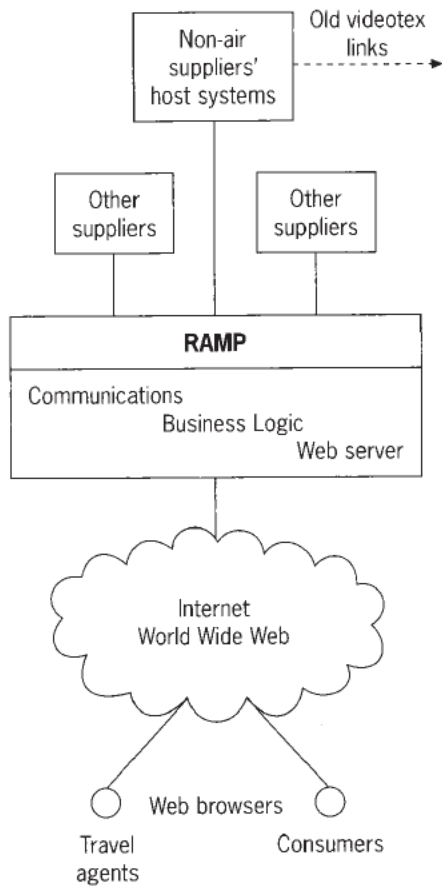 Old videotex
links
Non-air
suppliers’
host systems
Other
suppliers
Other
suppliers
RAMP
Communications
Business Logic
Web server
Internet
World Wide Web
Web browsers
Travel
agents
Consumers